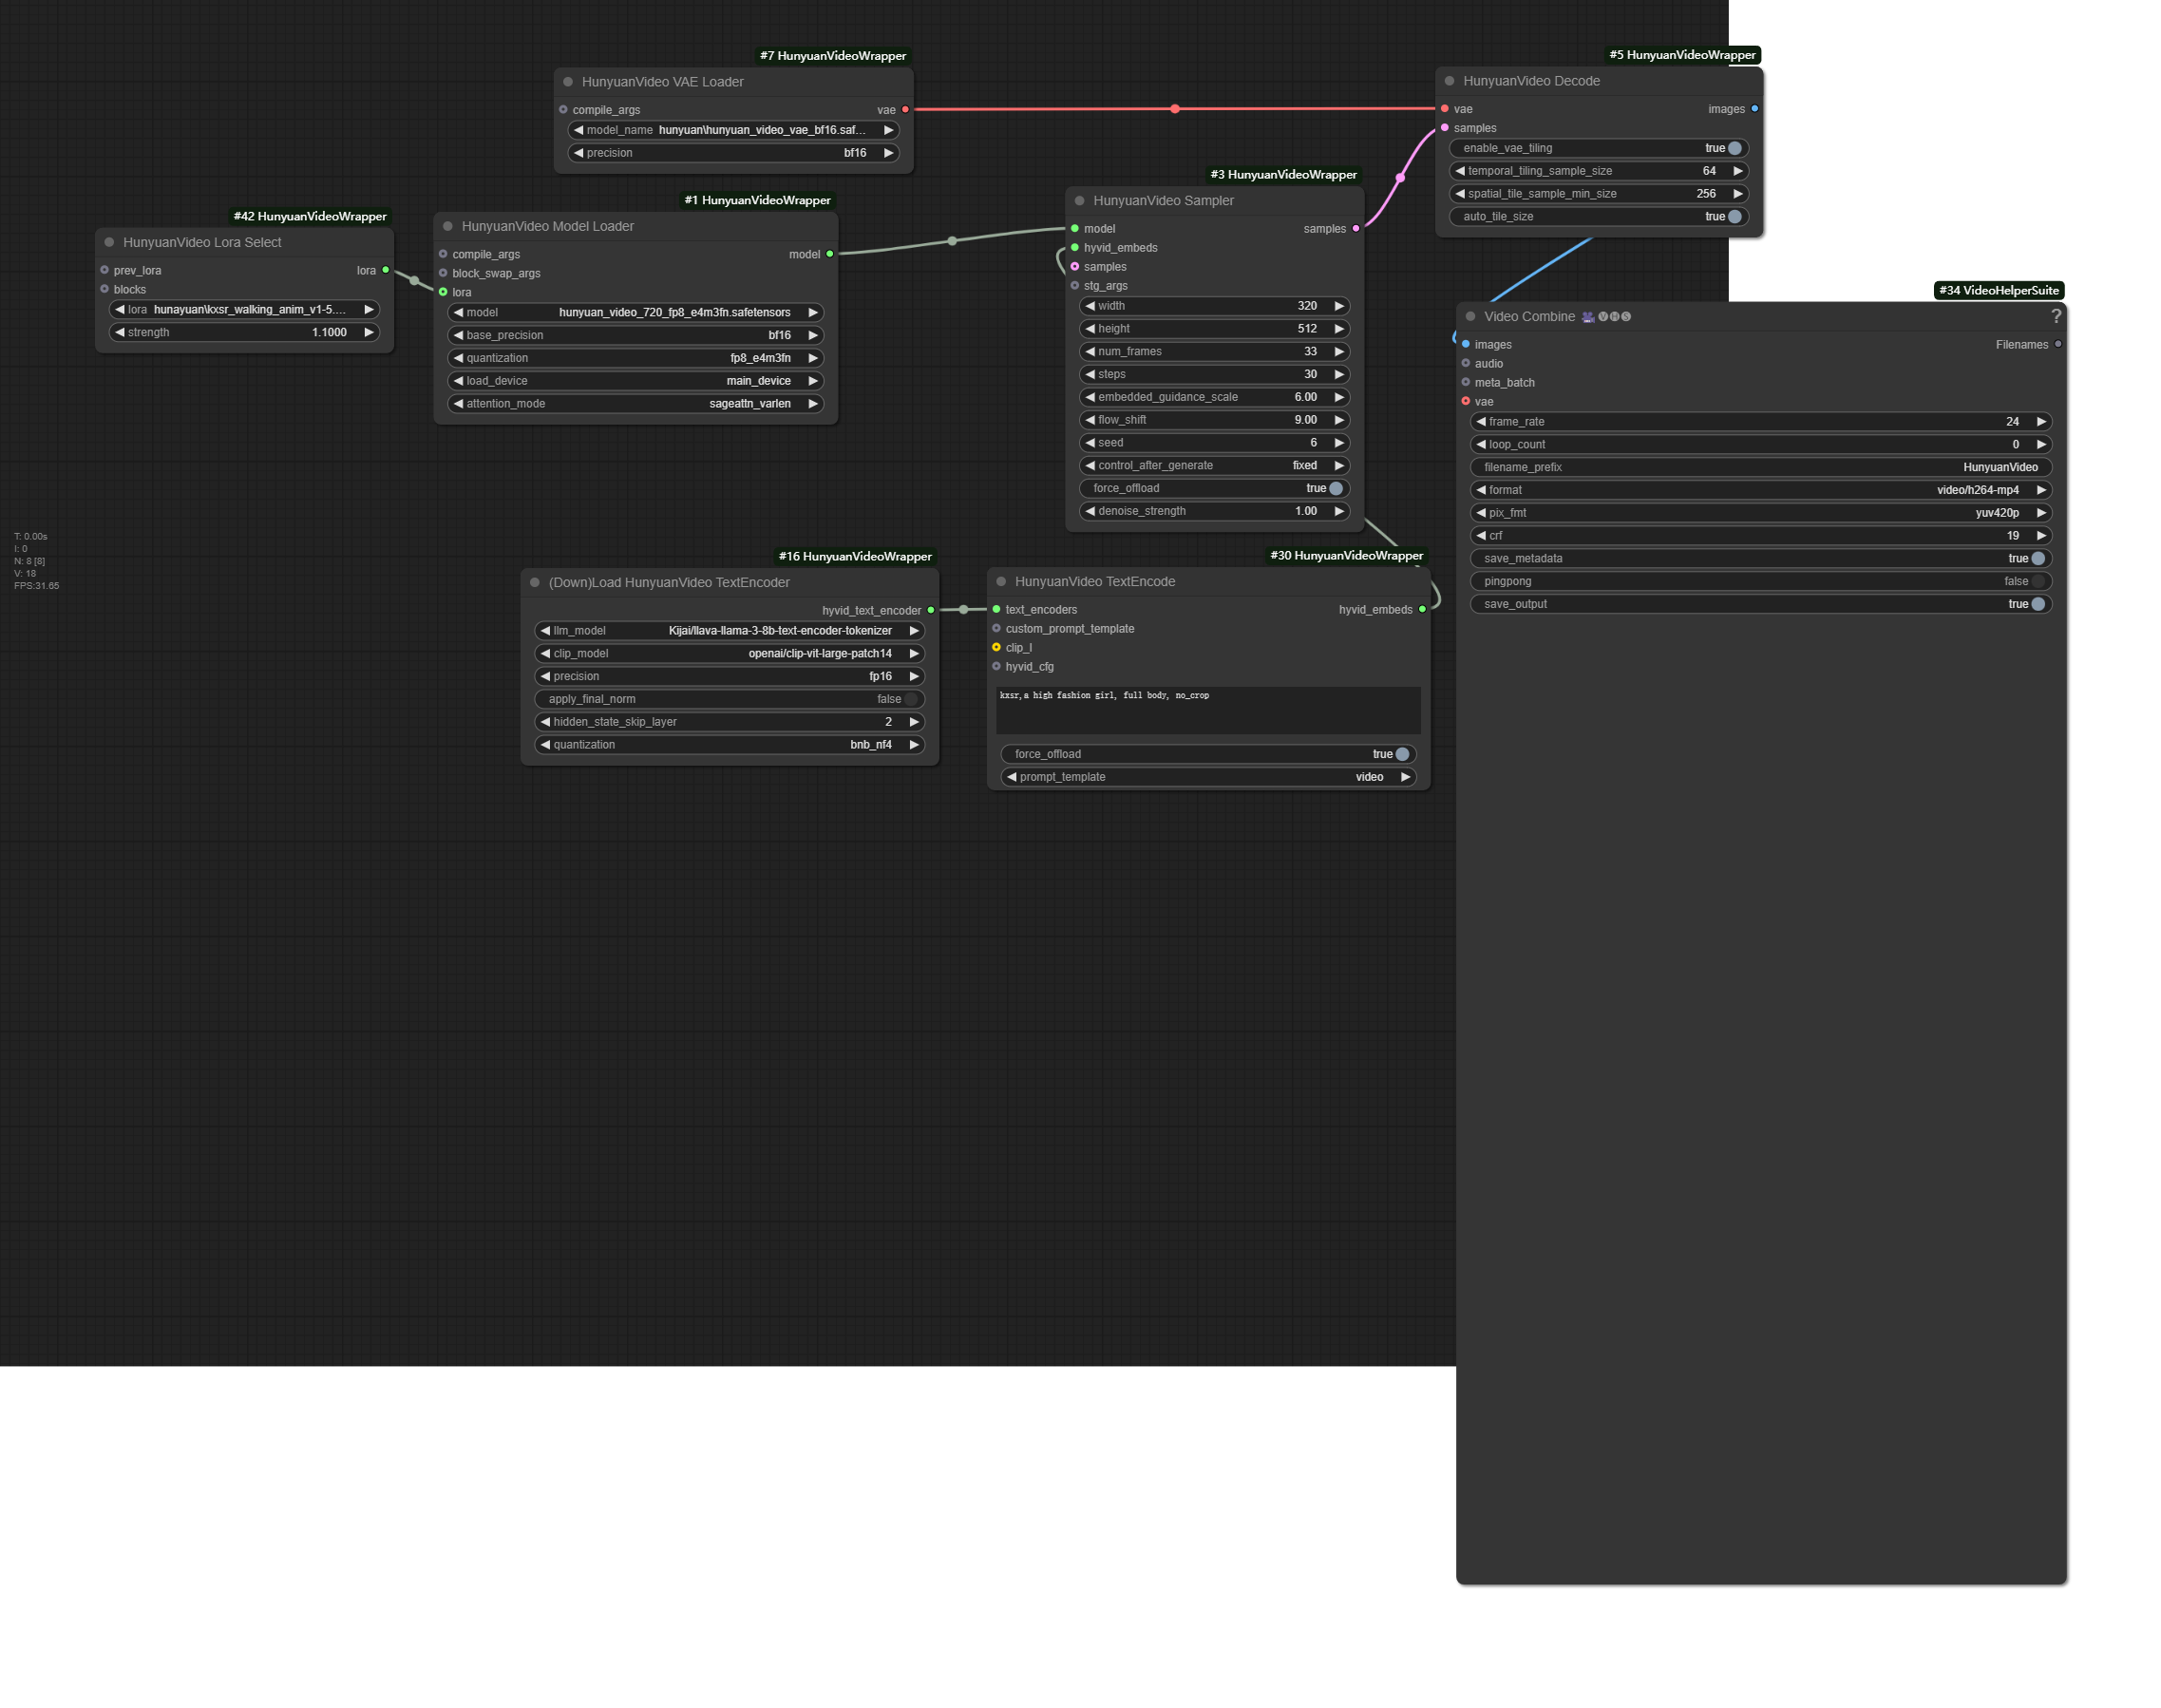 #7 HunyuanVideoWrapper
HunyuanVideo VAE Loader
compile_args
vae
model_name hunyuan\hunyuan_video_vae_bf16.saf...
precision bf16
#5 HunyuanVideoWrapper
HunyuanVideo Decode
vae
images
samples
enable_vae_tiling true
temporal_tiling_sample_size 64
spatial_tile_sample_min_size 256
auto_tile_size true
#42 HunyuanVideoWrapper
HunyuanVideo Lora Select
prev_lora
lora
blocks
lora hunayuan\kxsr_walking_anim_v1-5....
strength 1.1000
#1 HunyuanVideoWrapper
HunyuanVideo Model Loader
compile_args
model
block_swap_args
lora
model hunyuan_video_720_fp8_e4m3fn.safetensors
base_precision bf16
quantization fp8_e4m3fn
load_device main_device
attention_mode sageattn_varlen
#3 HunyuanVideoWrapper
HunyuanVideo Sampler
model
samples
hyvid_embeds
samples
stg_args
width 320
height 512
num_frames 33
steps 30
embedded_guidance_scale 6.00
flow_shift 9.00
seed 6
control_after_generate fixed
force_offload true
denoise_strength 1.00
#34 VideoHelperSuite
Video Combine 🎥🅥🅗🅢
?
images
Filenames
audio
meta_batch
vae
frame_rate 24
loop_count 0
filename_prefix HunyuanVideo
format video/h264-mp4
pix_fmt yuv420p
crf 19
save_metadata true
pingpong false
save_output true
T: 0.00s
I: 0
N: 8 [8]
V: 18
FPS:31.65
#16 HunyuanVideoWrapper
(Down)Load HunyuanVideo TextEncoder
hyvid_text_encoder
llm_model Kijai/llava-llama-3-8b-text-encoder-tokenizer
clip_model openai/clip-vit-large-patch14
precision fp16
apply_final_norm false
hidden_state_skip_layer 2
quantization bnb_nf4
#30 HunyuanVideoWrapper
HunyuanVideo TextEncode
text_encoders
hyvid_embeds
custom_prompt_template
clip_l
hyvid_cfg
kxsr,a high fashion girl, full body, no_crop
force_offload true
prompt_template video